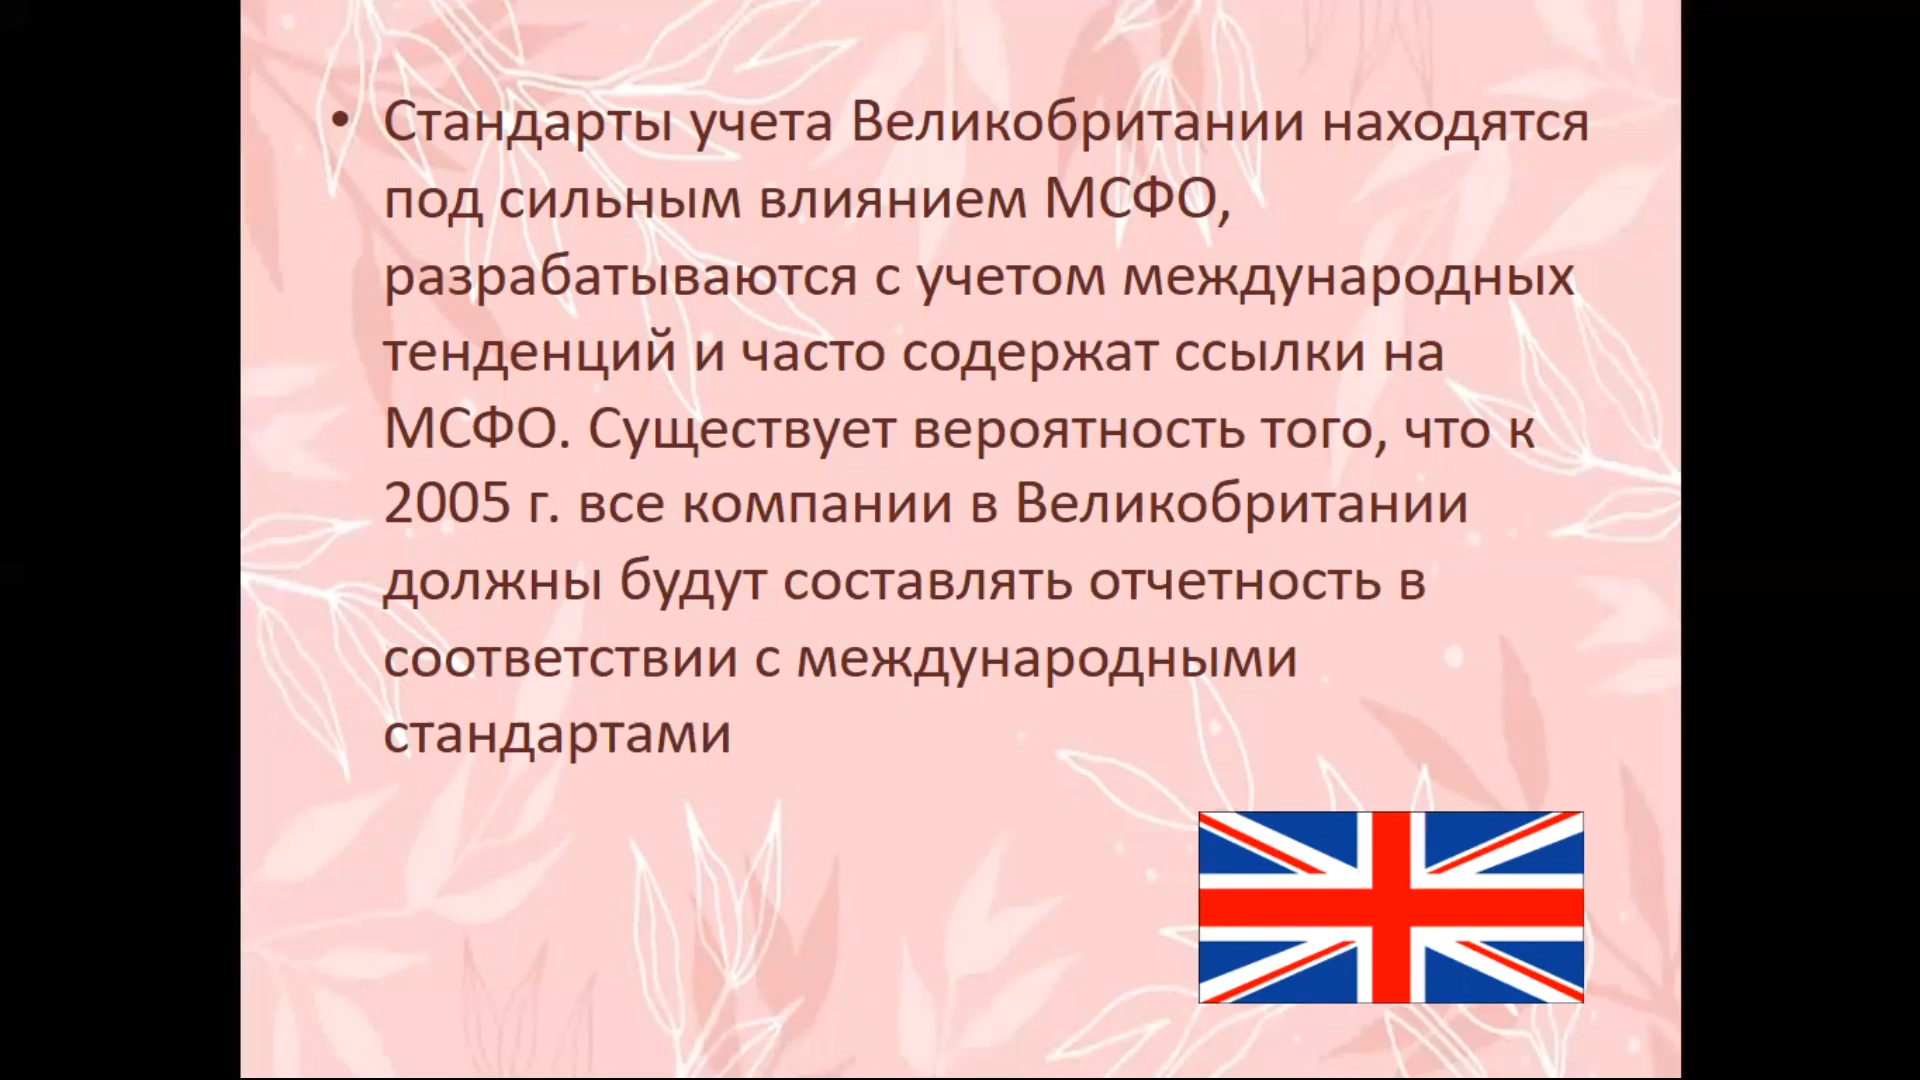 • Стандарты учета Великобритании находятся
под сильным влиянием МСФО,
разрабатываются с учетом международных
тенденций и часто содержат ссылки на
МСФО. Существует вероятность того, что к
2005 г. все компании в Великобритании
должны будут составлять отчетность в
соответствии с международными
стандартами